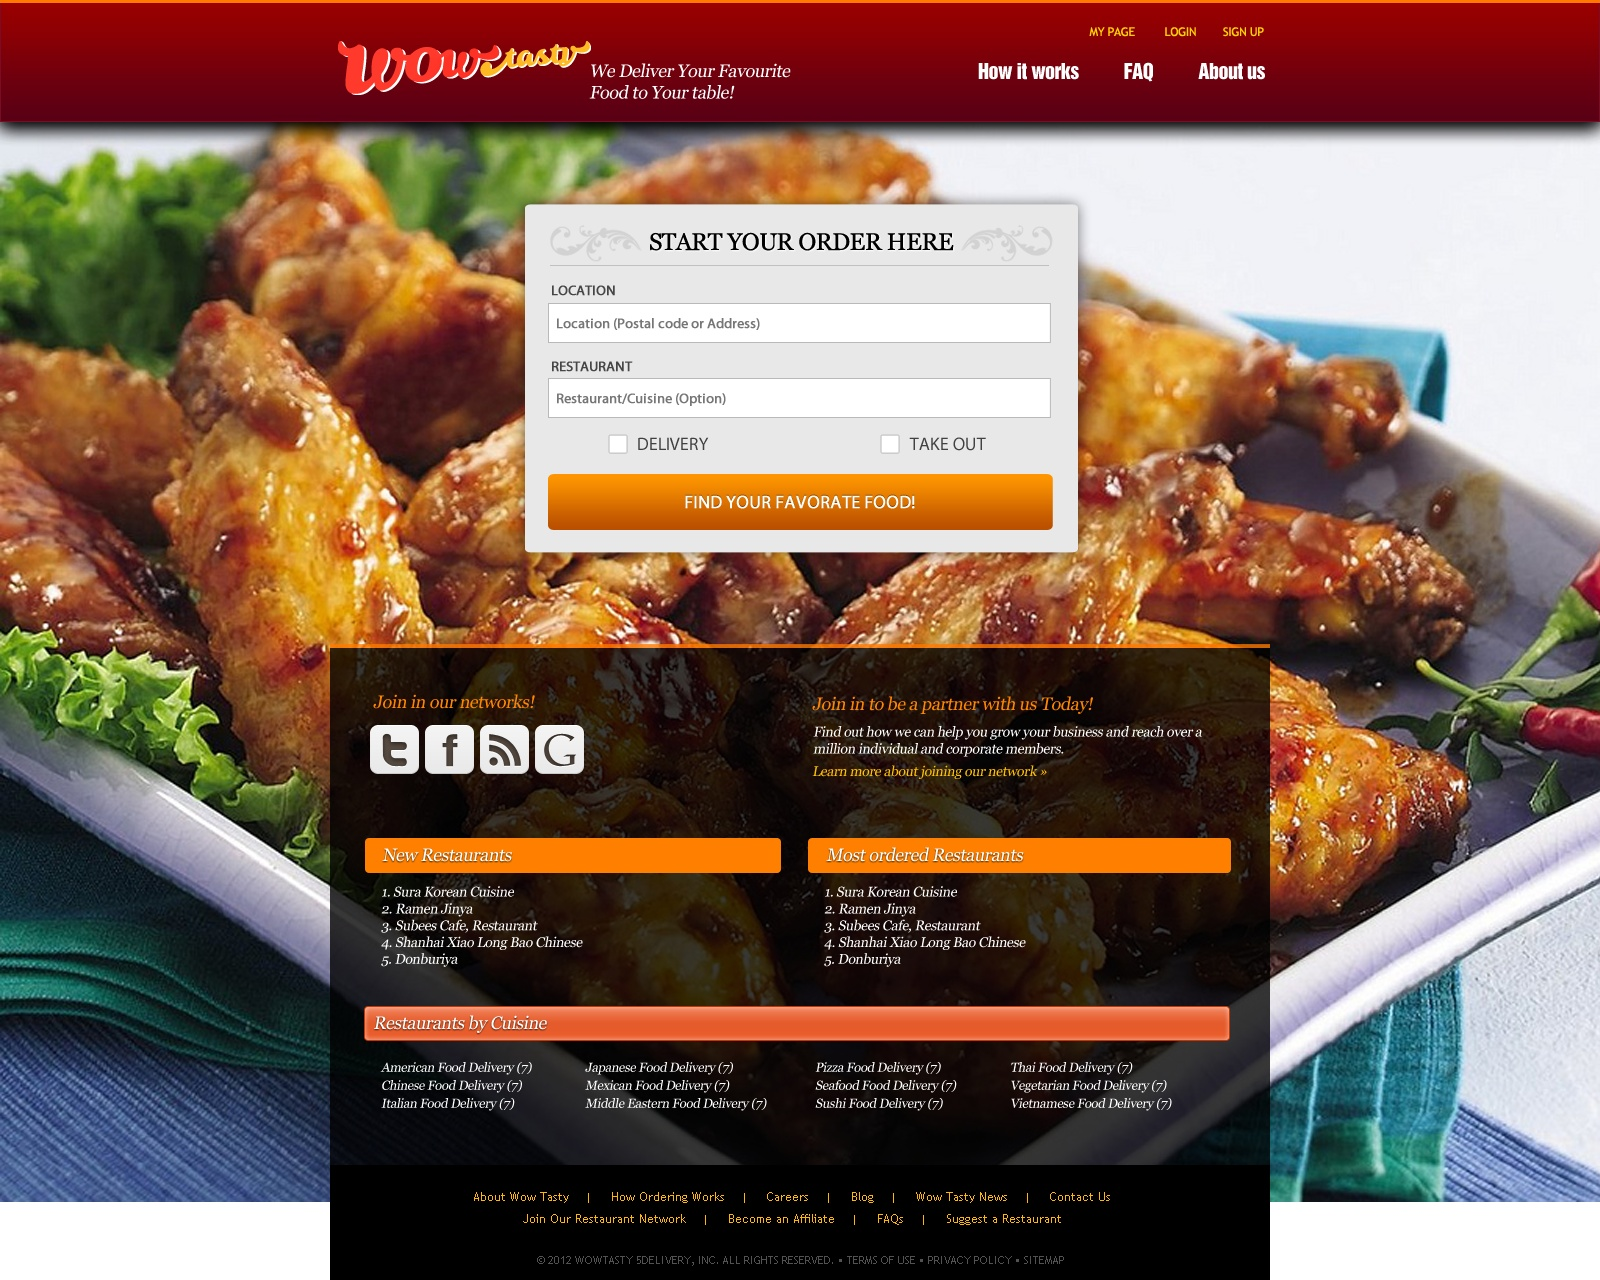 MY PAGE LOGIN SIGN UP
Wow tasty
We Deliver Your Favourite
Food to Your table!
How it works FAQ About us
START YOUR ORDER HERE
LOCATION
Location (Postal code or Address)
RESTAURANT
Restaurant/Cuisine (Option)
DELIVERY TAKE OUT
FIND YOUR FAVORATE FOOD!
Join in our networks!
t f G
Join in to be a partner with us Today!
Find out how we can help you grow your business and reach over a
million individual and corporate members.
Learn more about joining our network »
New Restaurants
1. Sura Korean Cuisine
2. Ramen Jinya
3. Subees Cafe, Restaurant
4. Shanhai Xiao Long Bao Chinese
5. Donburiya
Most ordered Restaurants
1. Sura Korean Cuisine
2. Ramen Jinya
3. Subees Cafe, Restaurant
4. Shanhai Xiao Long Bao Chinese
5. Donburiya
Restaurants by Cuisine
American Food Delivery (7) Japanese Food Delivery (7) Pizza Food Delivery (7) Thai Food Delivery (7)
Chinese Food Delivery (7) Mexican Food Delivery (7) Seafood Food Delivery (7) Vegetarian Food Delivery (7)
Italian Food Delivery (7) Middle Eastern Food Delivery (7) Sushi Food Delivery (7) Vietnamese Food Delivery (7)
About Wow Tasty | How Ordering Works | Careers | Blog | Wow Tasty News | Contact Us
Join Our Restaurant Network | Become an Affiliate | FAQs | Suggest a Restaurant
© 2012 WOWTASTY 5DELIVERY, INC. ALL RIGHTS RESERVED. • TERMS OF USE • PRIVACY POLICY • SITEMAP